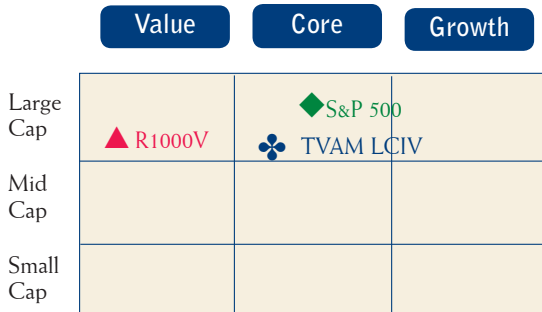 Value Core Growth
Large
Cap
S&P 500
R1000V
TVAM LCIV
Mid
Cap
Small
Cap